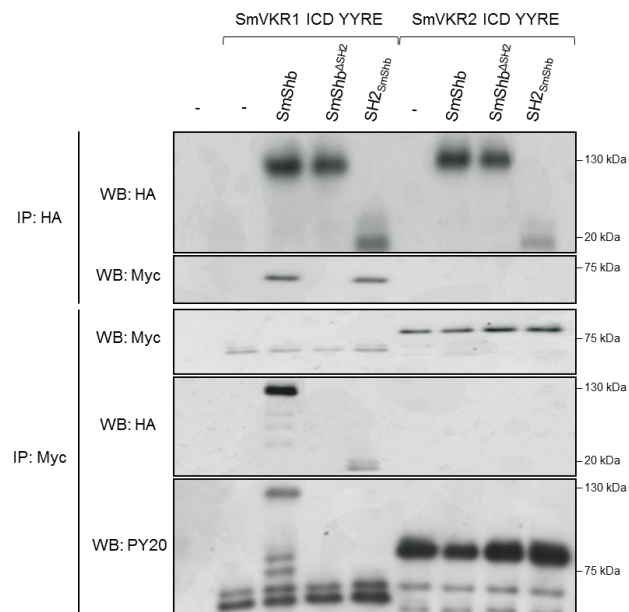 SmVKR1 ICD YYRE SmVKR2 ICD YYRE
- - SmShb SmShbΔSH2 SH2SmShb - SmShb SmShbΔSH2 SH2SmShb
130 kDa
WB: HA
IP: HA
20 kDa
75 kDa
WB: Myc
WB: Myc
75 kDa
130 kDa
WB: HA
IP: Myc
20 kDa
130 kDa
WB: PY20
75 kDa